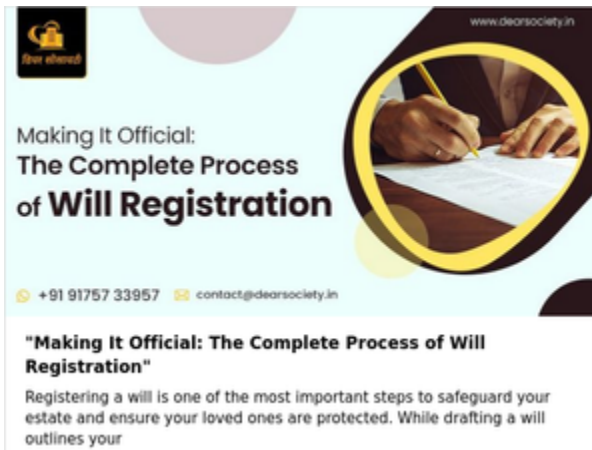 www.dearsociety.in
डियर सोसायटी
Making It Official:
The Complete Process
of Will Registration
+91 91757 33957 contact@dearsociety.in
"Making It Official: The Complete Process of Will
Registration"
Registering a will is one of the most important steps to safeguard your
estate and ensure your loved ones are protected. While drafting a will
outlines your